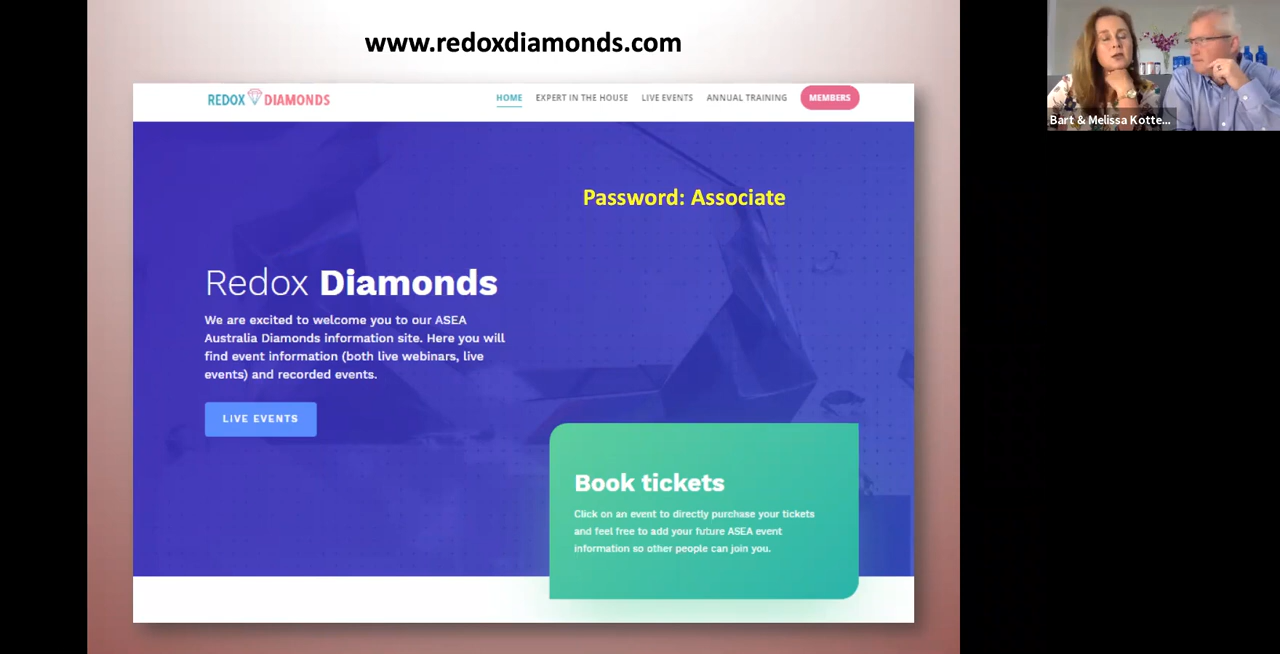 www.redoxdiamonds.com
REDOX DIAMONDS
HOME EXPERT IN THE HOUSE LIVE EVENTS ANNUAL TRAINING MEMBERS
Password: Associate
Redox Diamonds
We are excited to welcome you to our ASEA
Australia Diamonds information site. Here you will
find event information (both live webinars, live
events) and recorded events.
LIVE EVENTS
Book tickets
Click on an event to directly purchase your tickets
and feel free to add your future ASEA event
information so other people can join you.
Bart & Melissa Kotte...